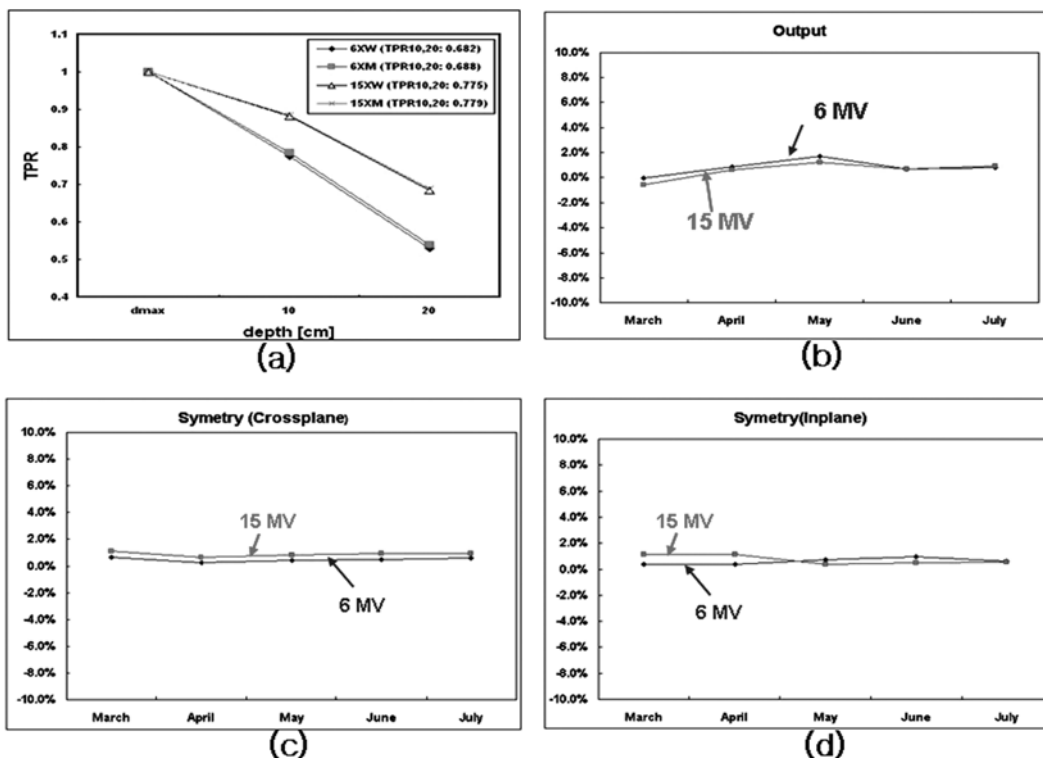 1.1
1
0.9
0.8
0.7
0.6
0.5
0.4
TPR
6XW (TPR10,20: 0.682)
6XM (TPR10,20: 0.688)
15XW (TPR10,20: 0.775)
15XM (TPR10,20: 0.779)
dmax 10 20
depth [cm]
(a)
Output
10.0%
8.0%
6.0%
4.0%
2.0%
0.0%
-2.0%
-4.0%
-6.0%
-8.0%
-10.0%
6 MV
15 MV
March April May June July
(b)
Symetry (Crossplane)
10.0%
8.0%
6.0%
4.0%
2.0%
0.0%
-2.0%
-4.0%
-6.0%
-8.0%
-10.0%
15 MV
6 MV
March April May June July
(c)
Symetry(Inplane)
10.0%
8.0%
6.0%
4.0%
2.0%
0.0%
-2.0%
-4.0%
-6.0%
-8.0%
-10.0%
15 MV
6 MV
March April May June July
(d)